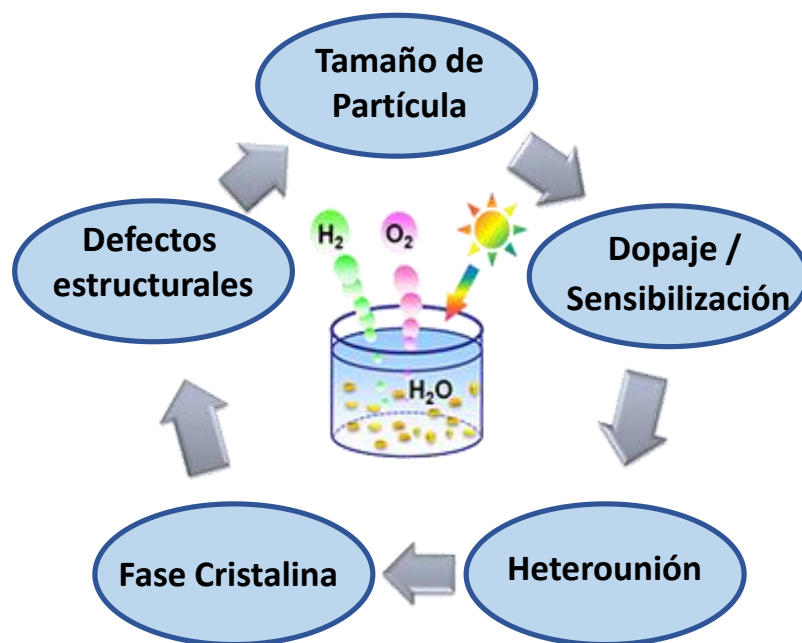 Tamaño de
Partícula
Dopaje /
Sensibilización
Heterounión
Fase Cristalina
Defectos
estructurales
H₂ O₂
H₂O